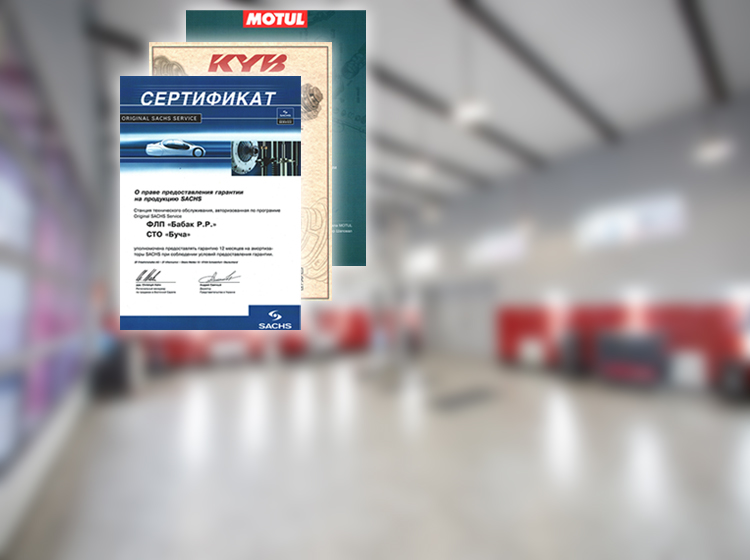 MOTUL
KYB
СЕРТИФИКАТ
ORIGINAL SACHS SERVICE
SACHS
О праве предоставления гарантии
на продукцию SACHS
Станция технического обслуживания, авторизованная по программе
Original SACHS Service
ФЛП «Бабак Р.Р.»
СТО «Буча»
уполномочена предоставлять гарантию 12 месяцев на амортиза-
торы SACHS при соблюдении условий предоставления гарантии.
SACHS